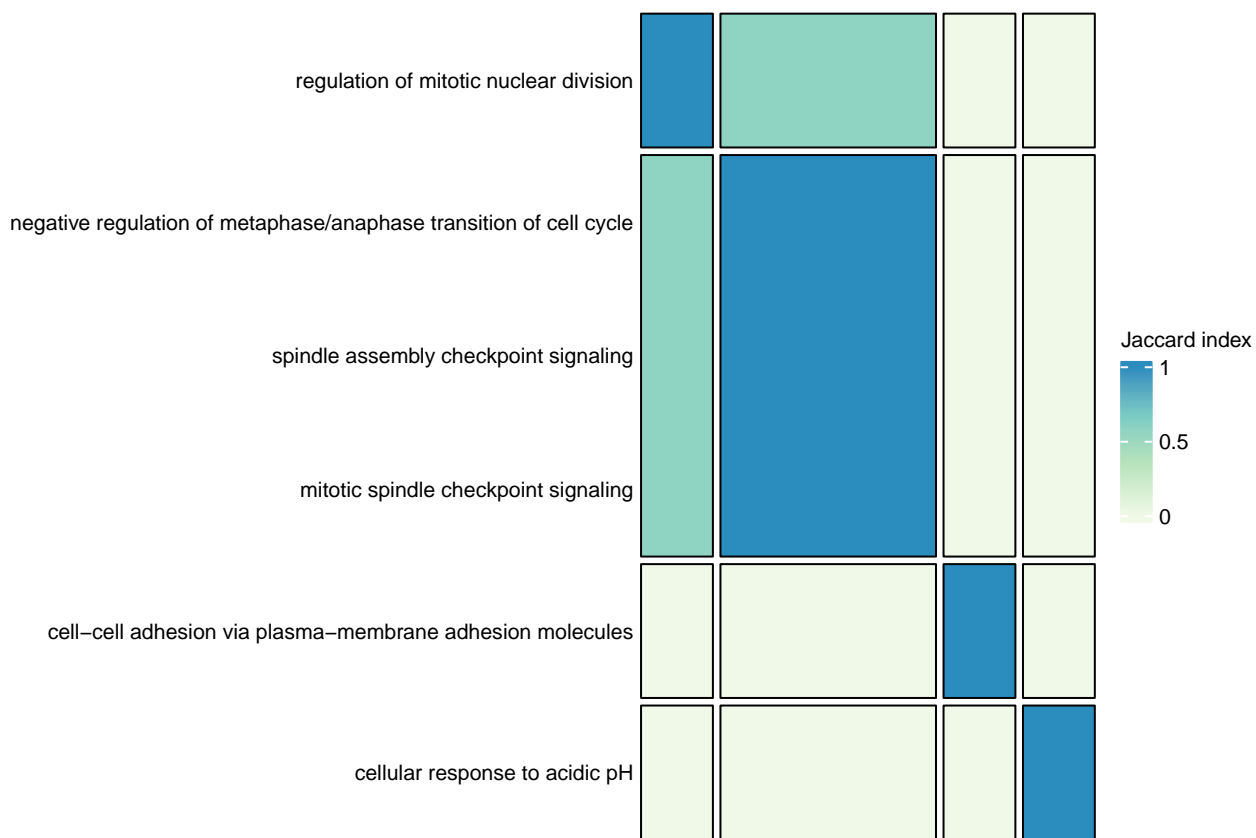 regulation of mitotic nuclear division
negative regulation of metaphase/anaphase transition of cell cycle
spindle assembly checkpoint signaling
mitotic spindle checkpoint signaling
cell−cell adhesion via plasma−membrane adhesion molecules
cellular response to acidic pH
Jaccard index
1
0.5
0